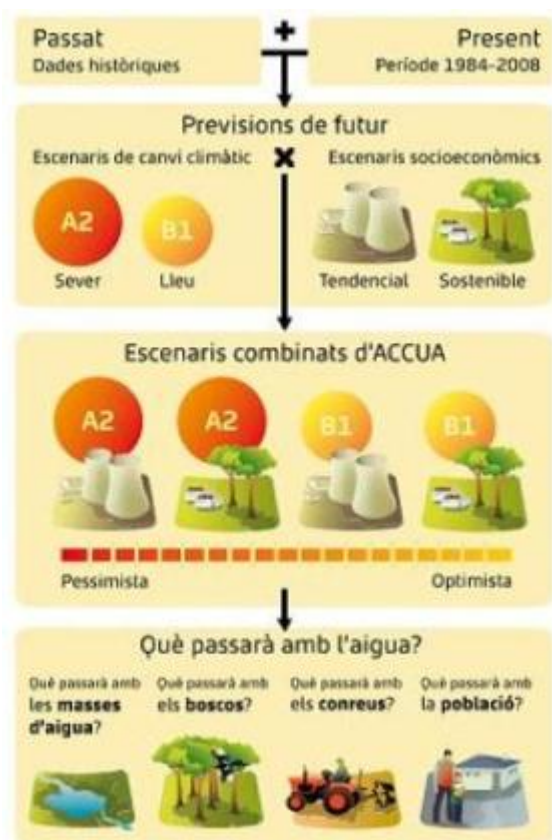 Passat
Dades històriques
+
Present
Període 1984-2008
Previsions de futur
Escenaris de canvi climàtic
x
Escenaris socioeconòmics
A2
B1
Sever
Lleu
Tendencial
Sostenible
Escenaris combinats d'ACCUA
A2
A2
B1
B1
Pessimista
Optimista
Què passarà amb l'aigua?
Què passarà amb
les masses
d'aigua?
Què passarà amb
els boscos?
Què passarà amb
els conreus?
Què passarà amb
la població?